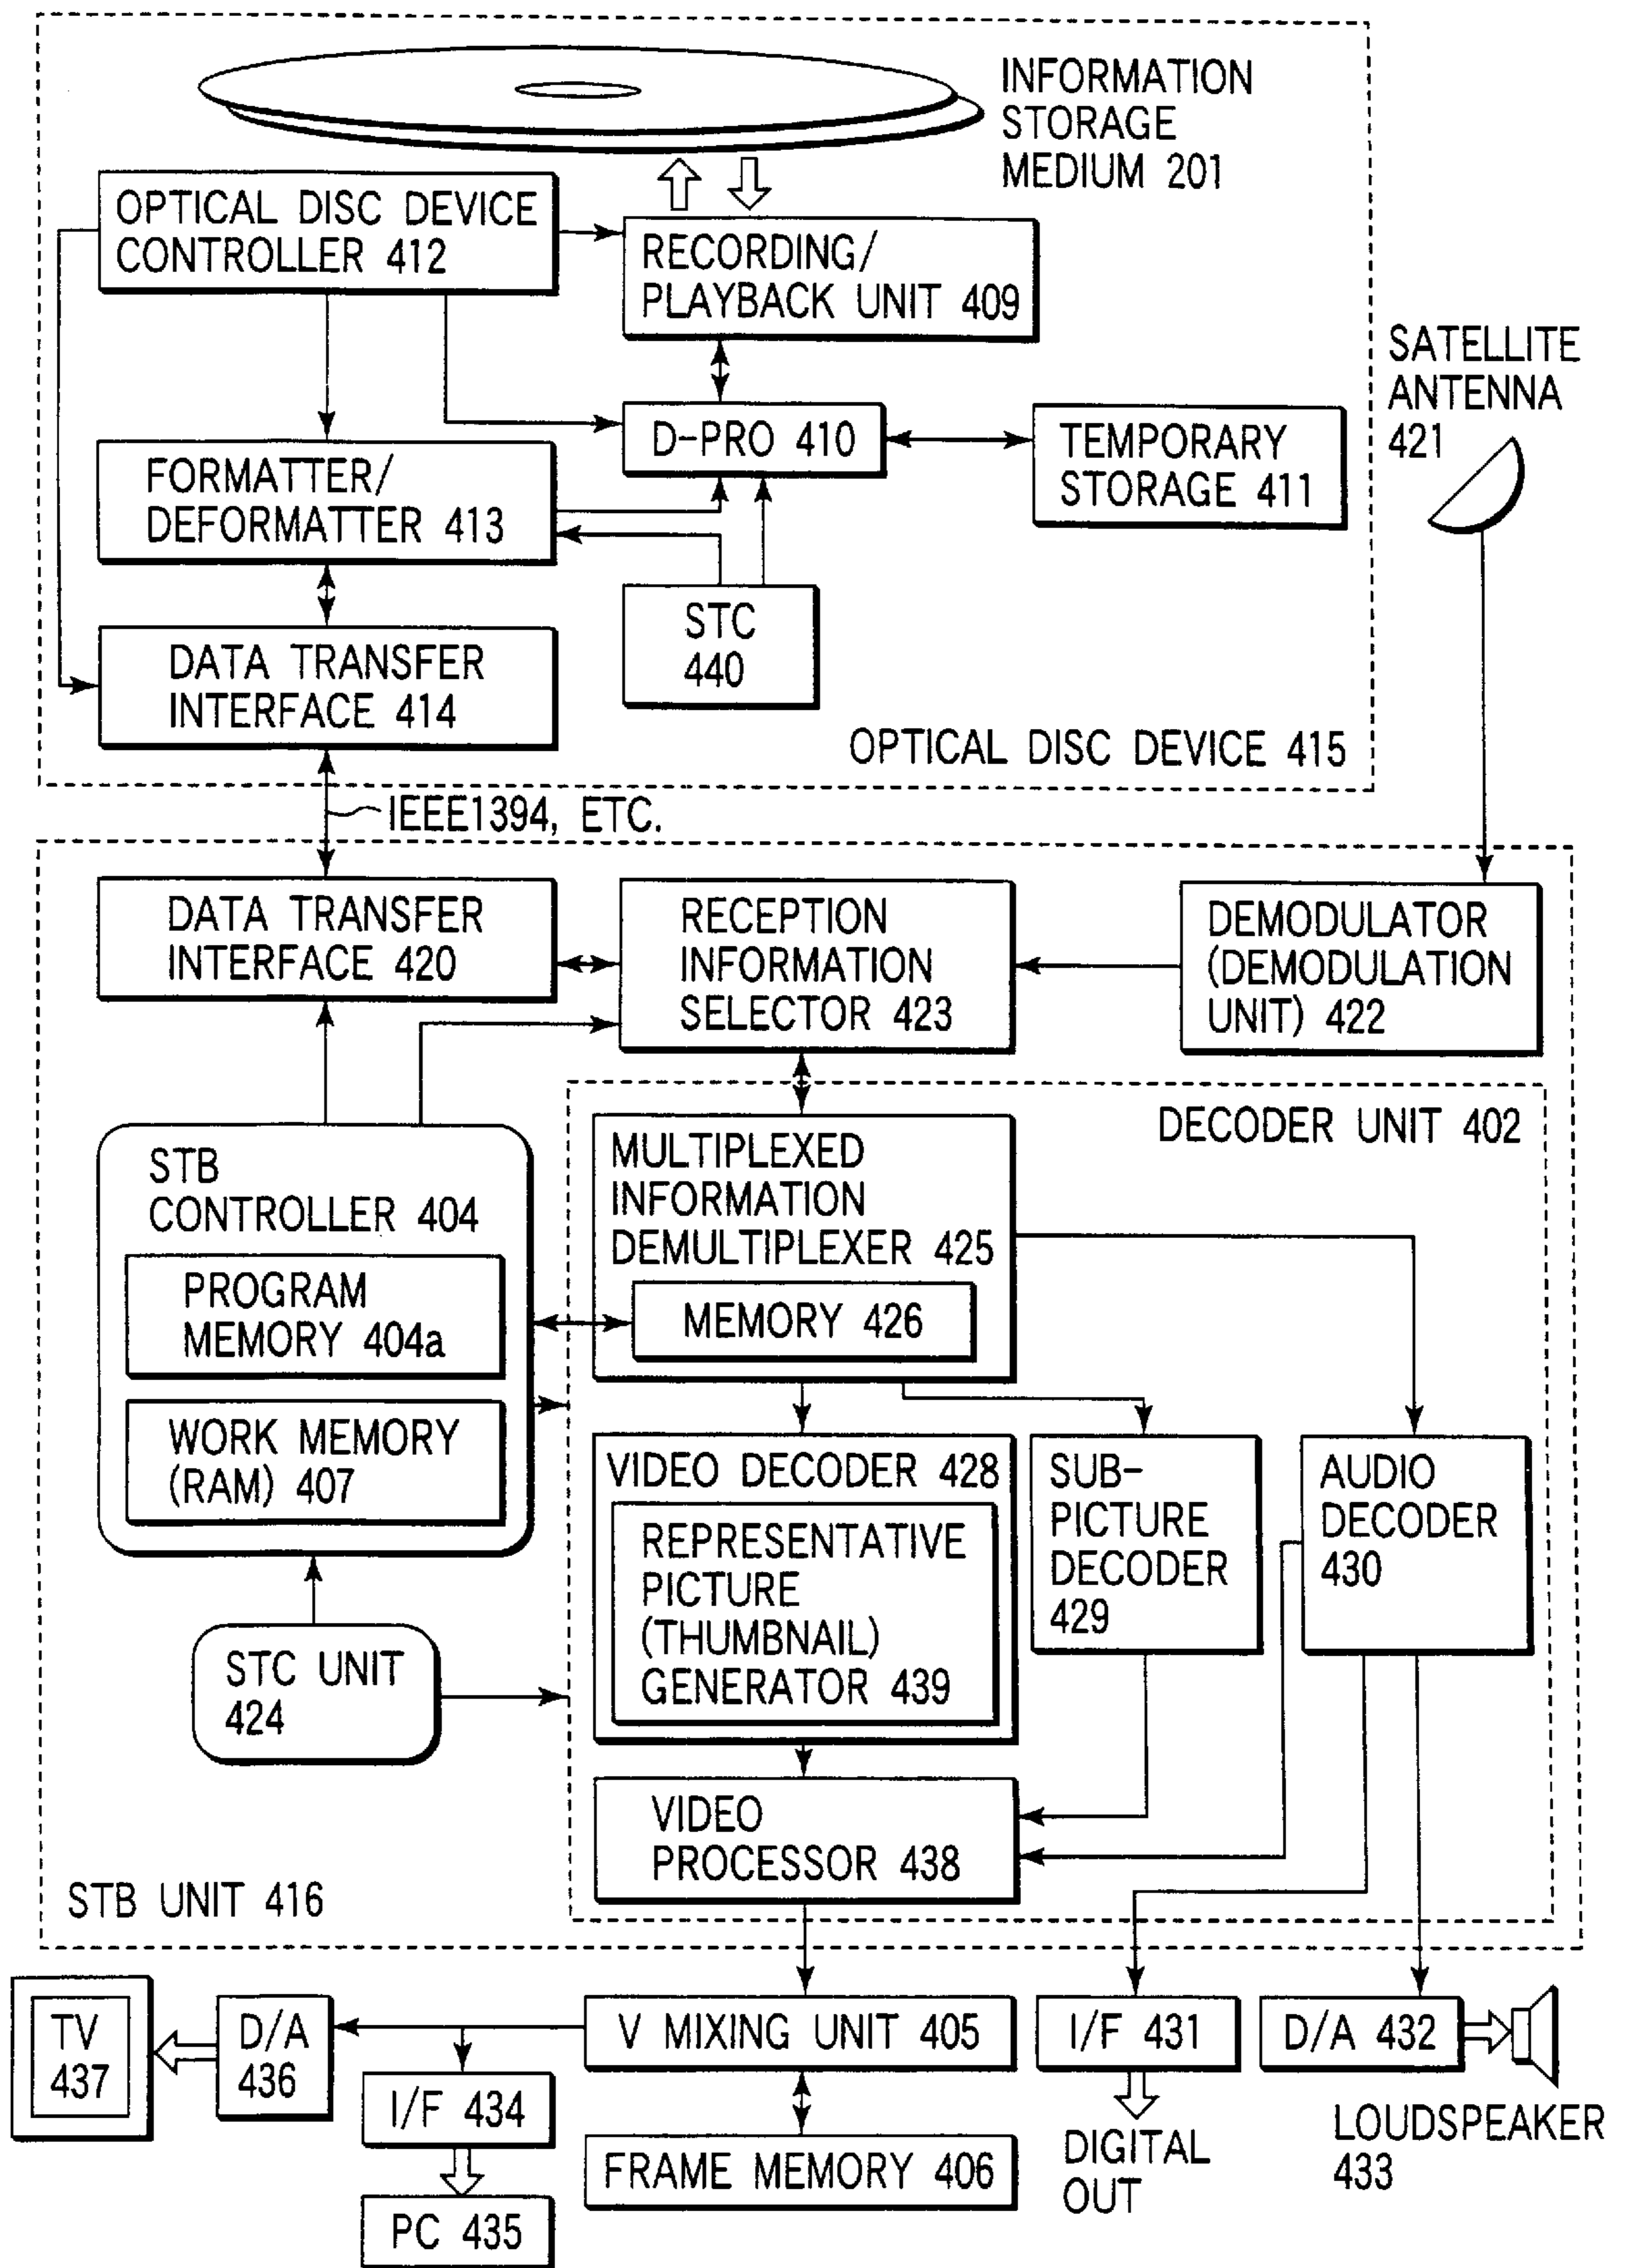 INFORMATION
STORAGE
MEDIUM 201
OPTICAL DISC DEVICE
CONTROLLER 412
RECORDING/
PLAYBACK UNIT 409
SATELLITE
ANTENNA
421
D-PRO 410
TEMPORARY
STORAGE 411
FORMATTER/
DEFORMATTER 413
STC
440
DATA TRANSFER
INTERFACE 414
OPTICAL DISC DEVICE 415
IEEE1394, ETC.
DATA TRANSFER
INTERFACE 420
RECEPTION
INFORMATION
SELECTOR 423
DEMODULATOR
(DEMODULATION
UNIT) 422
DECODER UNIT 402
STB
CONTROLLER 404
PROGRAM
MEMORY 404a
WORK MEMORY
(RAM) 407
MULTIPLEXED
INFORMATION
DEMULTIPLEXER 425
MEMORY 426
VIDEO DECODER 428
REPRESENTATIVE
PICTURE
(THUMBNAIL)
GENERATOR 439
SUB-
PICTURE
DECODER
429
AUDIO
DECODER
430
STC UNIT
424
VIDEO
PROCESSOR 438
STB UNIT 416
TV
437
D/A
436
V MIXING UNIT 405
I/F 431
D/A 432
I/F 434
FRAME MEMORY 406
DIGITAL
OUT
LOUDSPEAKER
433
PC 435